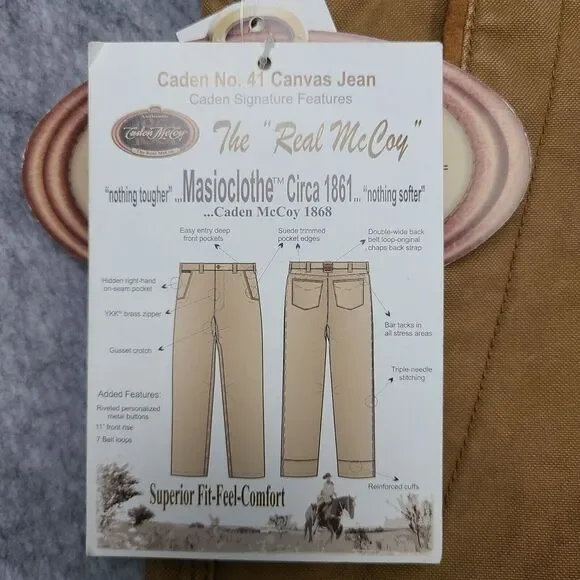 Caden No. 41 Canvas Jean
Caden Signature Features
Caden McCoy
The Real McCoy
The "Real McCoy"
"nothing tougher" ...Masioclothe™ Circa 1861... "nothing softer"
...Caden McCoy 1868
Easy entry deep
front pockets
Suede trimmed
pocket edges
Double-wide back
belt loop-original
chaps back strap
Hidden right-hand
on-seam pocket
YKK® brass zipper
Gusset crotch
Bar tacks in
all stress areas
Triple-needle
stitching
Added Features:
Riveted personalized
metal buttons
11" front rise
7 Belt loops
Reinforced cuffs
Superior Fit-Feel-Comfort